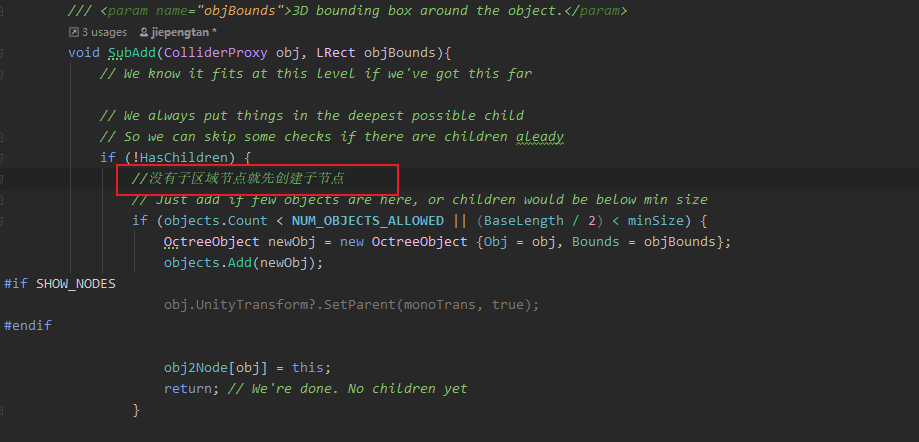 /// <param name="objBounds">3D bounding box around the object.</param>
3 usages jiepengtan *
void SubAdd(ColliderProxy obj, LRect objBounds){
// We know it fits at this level if we've got this far
// We always put things in the deepest possible child
// So we can skip some checks if there are children aleady
if (!HasChildren) {
//没有子区域节点就先创建子节点
// Just add if few objects are here, or children would be below min size
if (objects.Count < NUM_OBJECTS_ALLOWED || (BaseLength / 2) < minSize) {
OctreeObject newObj = new OctreeObject {Obj = obj, Bounds = objBounds};
objects.Add(newObj);
#if SHOW_NODES
obj.UnityTransform?.SetParent(monoTrans, true);
#endif
obj2Node[obj] = this;
return; // We're done. No children yet
}